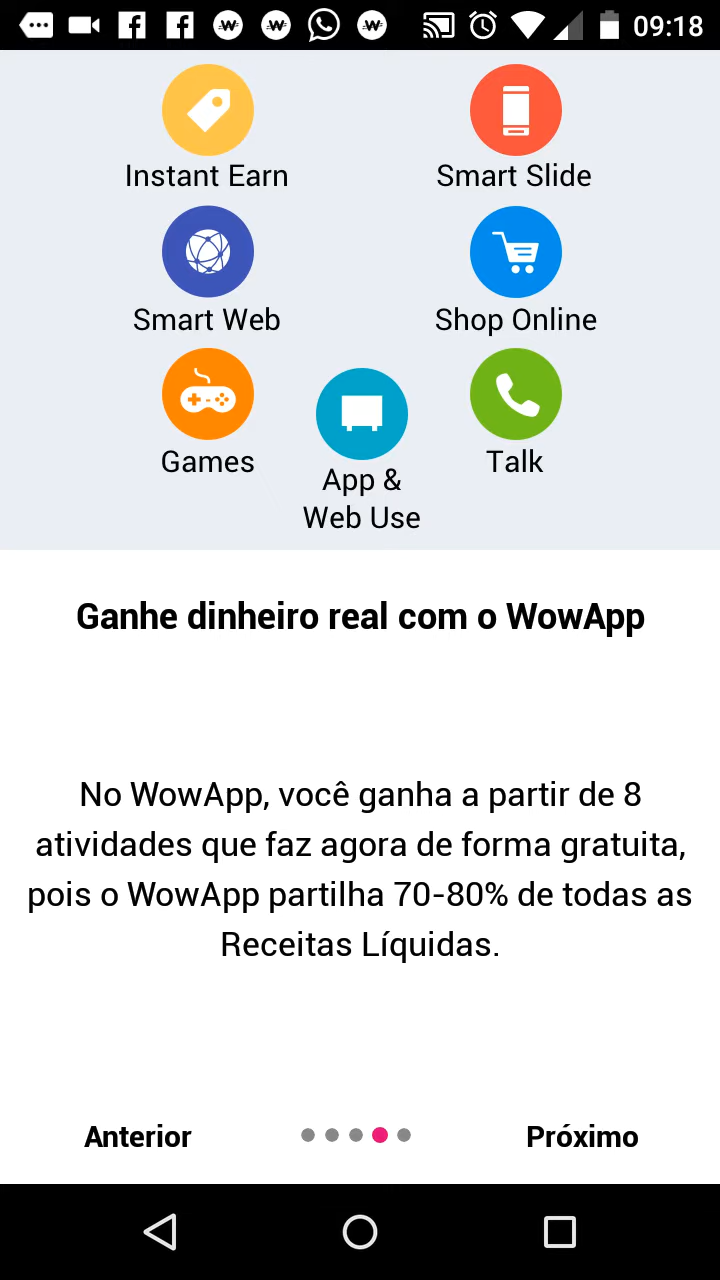 09:18
Instant Earn
Smart Slide
Smart Web
Shop Online
Games
App &
Web Use
Talk
Ganhe dinheiro real com o WowApp
No WowApp, você ganha a partir de 8
atividades que faz agora de forma gratuita,
pois o WowApp partilha 70-80% de todas as
Receitas Líquidas.
Anterior
Próximo